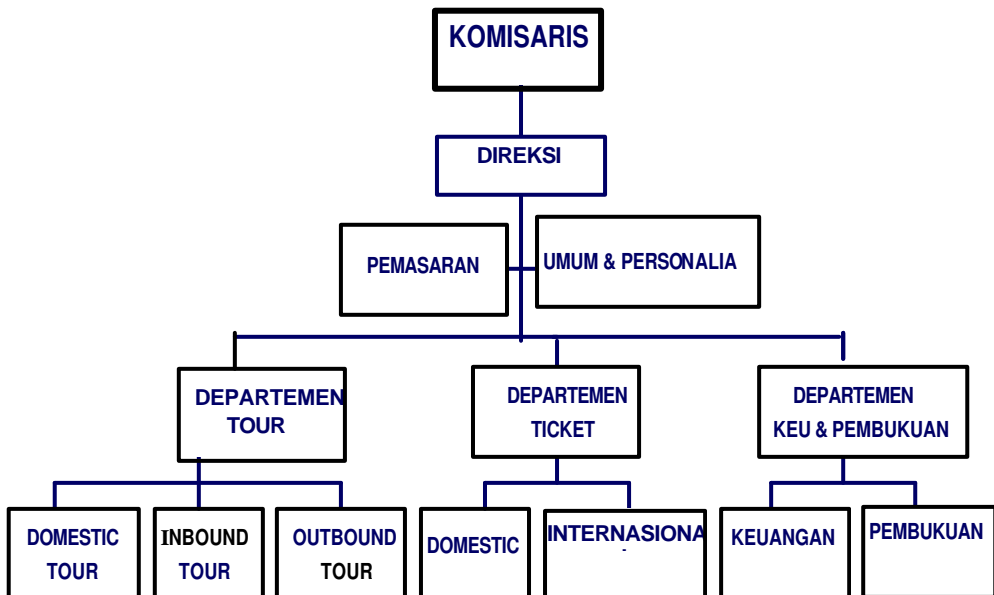 KOMISARIS
DIREKSI
PEMASARAN
UMUM & PERSONALIA
DEPARTEMEN
TOUR
DEPARTEMEN
TICKET
DEPARTEMEN
KEU & PEMBUKUAN
DOMESTIC
TOUR
INBOUND
TOUR
OUTBOUND
TOUR
DOMESTIC
INTERNASIONA
KEUANGAN
PEMBUKUAN